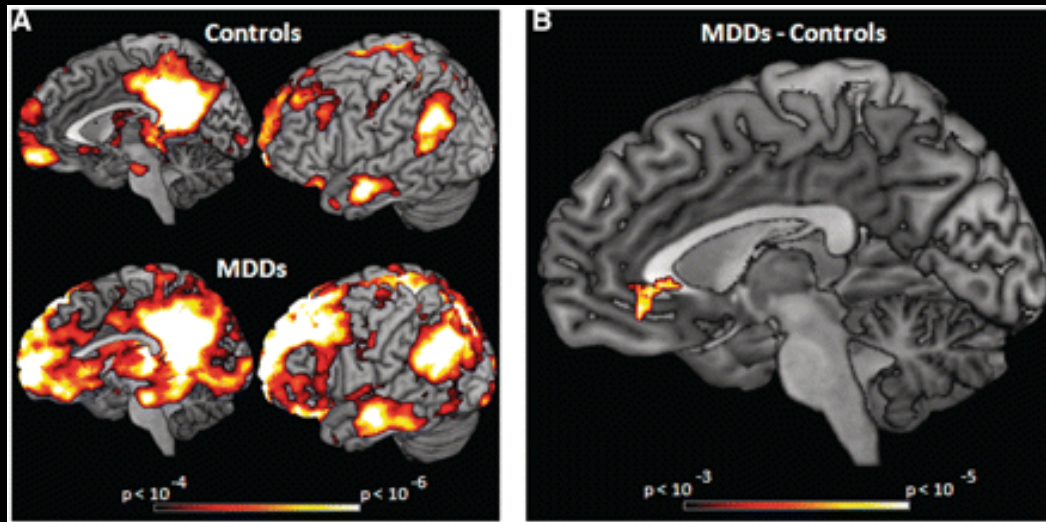 A
Controls
MDDs
p < 10⁻⁴
p < 10⁻⁶
B
MDDs - Controls
p < 10⁻³
p < 10⁻⁵